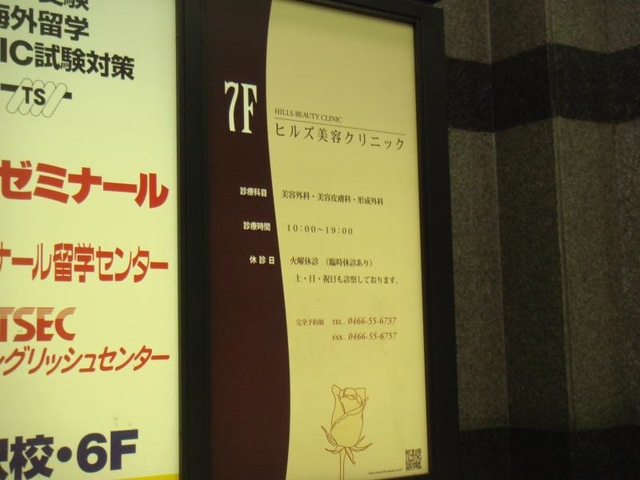 海外留学
IC試験対策
TS
ゼミナール
ナール留学センター
TSEC
グリッシュセンター
校・6F
7F
HILLS BEAUTY CLINIC
ヒルズ美容クリニック
診療科目 美容外科・美容皮膚科・形成外科
診療時間 10:00～19:00
休診日 火曜休診 (臨時休診あり)
土・日・祝日も診察しております。
完全予約制 TEL. 0466-55-6757
FAX. 0466-55-6757